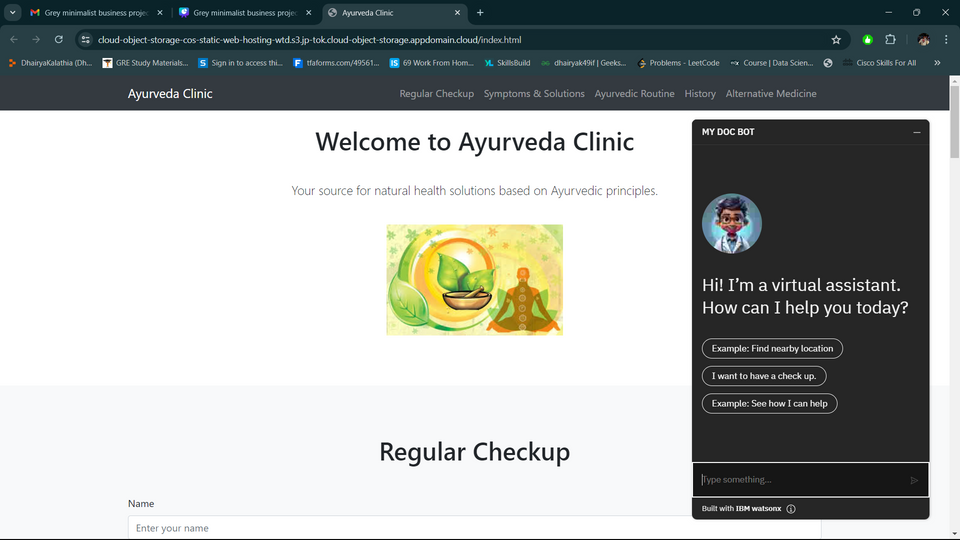 Grey minimalist business projec
Grey minimalist business projec
Ayurveda Clinic
cloud-object-storage-cos-static-web-hosting-wtd.s3.jp-tok.cloud-object-storage.appdomain.cloud/index.html
DhairyaKalathia (Dh...
GRE Study Materials...
Sign in to access thi...
tfaforms.com/49561...
69 Work From Hom...
SkillsBuild
dhairyak49if | Geeks...
Problems - LeetCode
Course | Data Scien...
Cisco Skills For All
Ayurveda Clinic
Regular Checkup
Symptoms & Solutions
Ayurvedic Routine
History
Alternative Medicine
Welcome to Ayurveda Clinic
Your source for natural health solutions based on Ayurvedic principles.
Regular Checkup
Name
Enter your name
MY DOC BOT
Hi! I'm a virtual assistant.
How can I help you today?
Example: Find nearby location
I want to have a check up.
Example: See how I can help
Type something...
Built with IBM watsonx